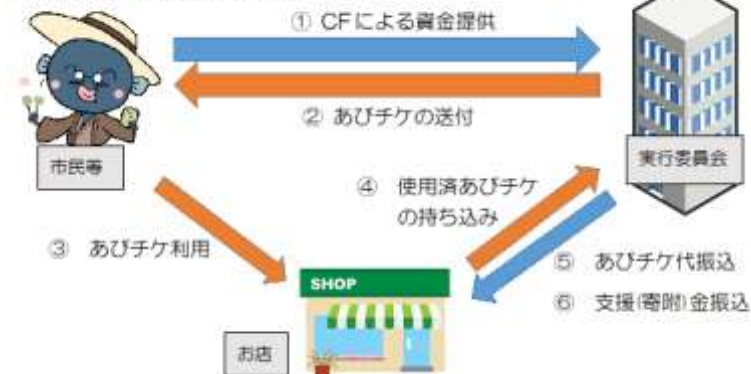 ① CFによる資金提供
② あびチケの送付
市民等
実行委員会
④ 使用済あびチケ
の持ち込み
③ あびチケ利用
⑤ あびチケ代振込
SHOP
⑥ 支援(寄附)金振込
お店